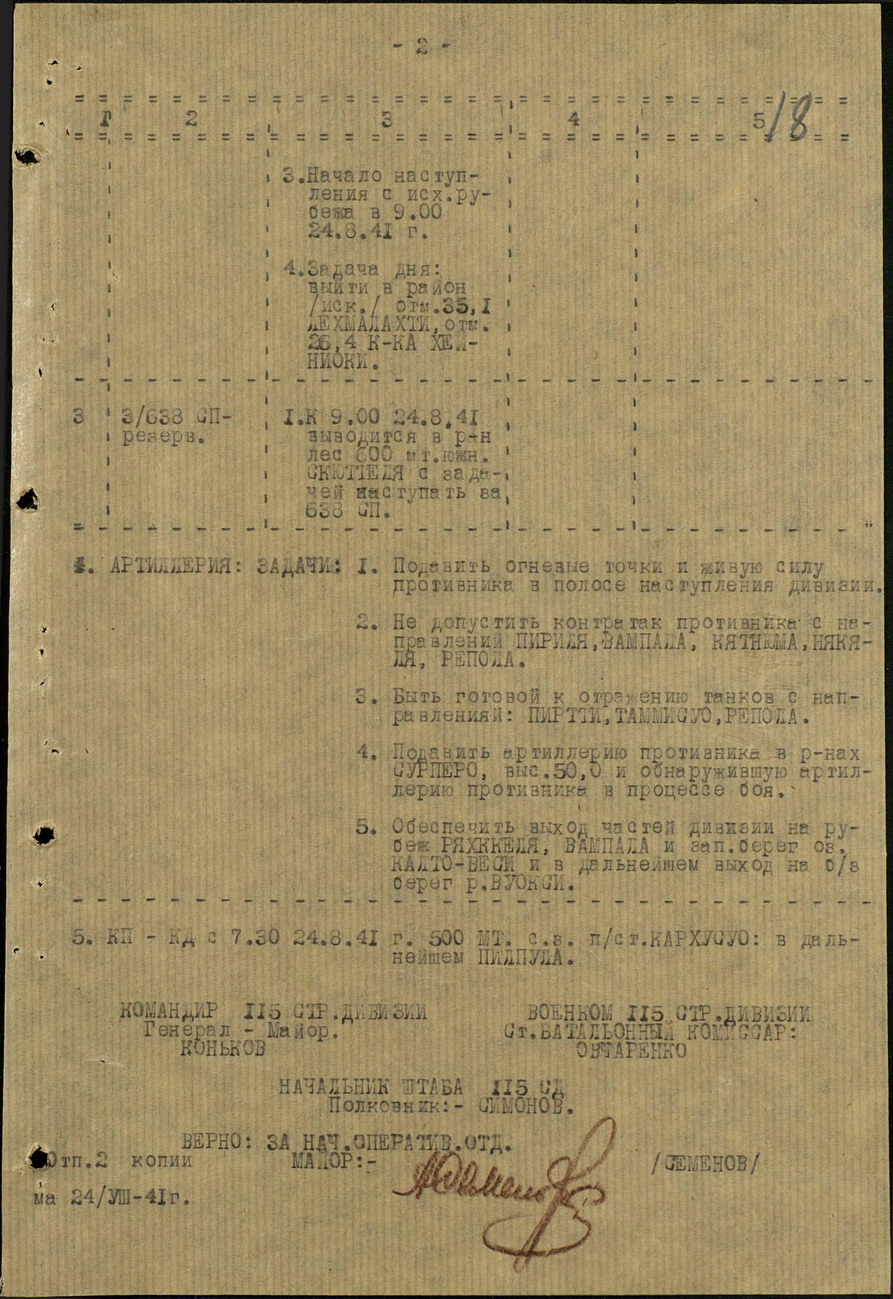 - 2 -
18
1 2 3 4 5
3.Начало наступ-
ления с исх.ру-
бежа в 9.00
24.8.41 г.
4.Задача дня:
выйти в район
/иск./ отм.35,1
ЛЕХМАЛАХТИ,отм.
26,4 К-КА ХЕЙ-
НИОКИ.
3 3/638 СП- 1.К 9.00 24.8.41
резерв. выводится в р-н
лес 600 мт.южн.
СКЮТТЕЛЯ с зада-
чей наступать за
638 СП.
4. АРТИЛЛЕРИЯ: ЗАДАЧИ: 1. Подавить огневые точки и живую силу
противника в полосе наступления дивизии.
2. Не допустить контратак противника с на-
правлений ПИРИЛЯ,ВАМПАЛА, КЯТНЮМА,НЯКЯ-
ЛЯ, РЕПОЛА.
3. Быть готовой к отражению танков с нап-
равленияй: ПИРТТИ,ТАММИСУО,РЕПОЛА.
4. Подавить артиллерию противника в р-нах
СУРПЕРО, выс.50,0 и обнаружившую артил-
лерию противника в процессе боя.
5. Обеспечить выход частей дивизии на ру-
беж РЯХККЕЛЯ, ВАМПАЛА и зап.берег оз.
КАЛТО-ВЕСИ и в дальнейшем выход на б/з
берег р.ВУОКСИ.
5. КП - КД с 7.30 24.8.41 г. 500 МТ. с.з. п/ст.КАРХУСУО: в даль-
нейшем ПИЛПУЛА.
КОМАНДИР 115 СТР.ДИВИЗИИ ВОЕНКОМ 115 СТР.ДИВИЗИИ
Генерал - Майор. Ст.БАТАЛЬОННЫЙ КОМИССАР:
КОНЬКОВ ОВЧАРЕНКО
НАЧАЛЬНИК ШТАБА 115 СД
Полковник:- СИМОНОВ.
ВЕРНО: ЗА НАЧ.ОПЕРАТИВ.ОТД.
Отп.2 копии МАЙОР:- /СЕМЕНОВ/
ма 24/УШ-41г.